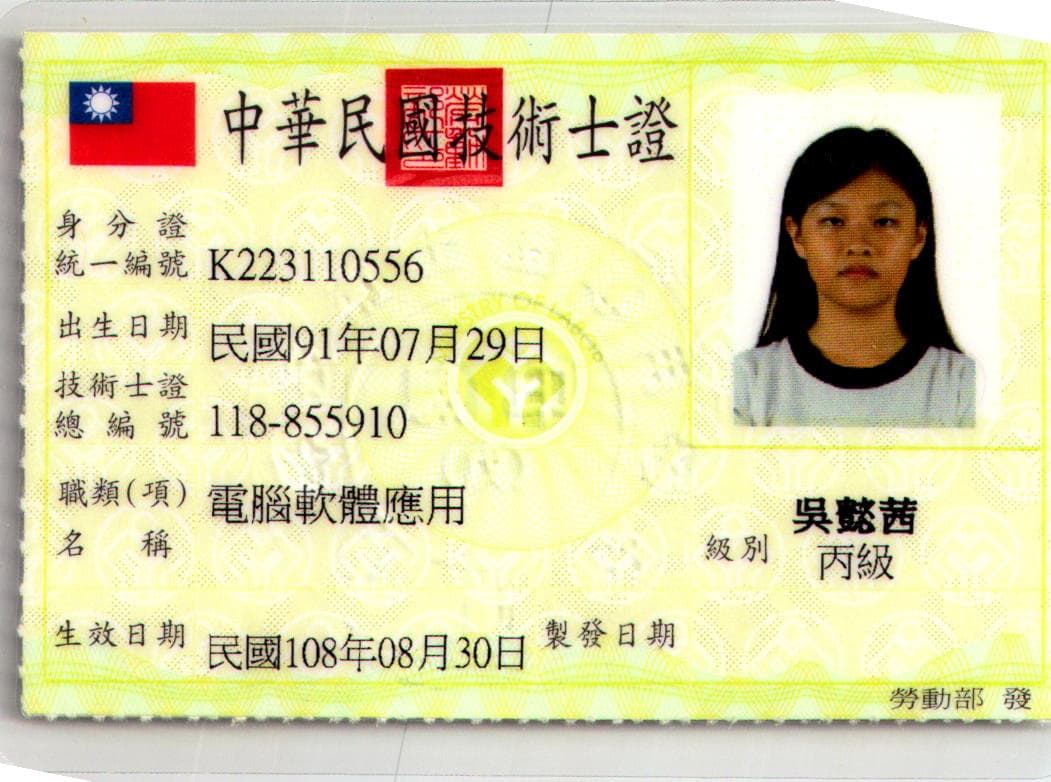 中華民國技術士證
身分證
統一編號 K223110556
出生日期 民國91年07月29日
技術士證
總編號 118-855910
職類(項) 電腦軟體應用
名稱
吳懿茜
級別 丙級
生效日期 民國108年08月30日 製發日期
勞動部 發